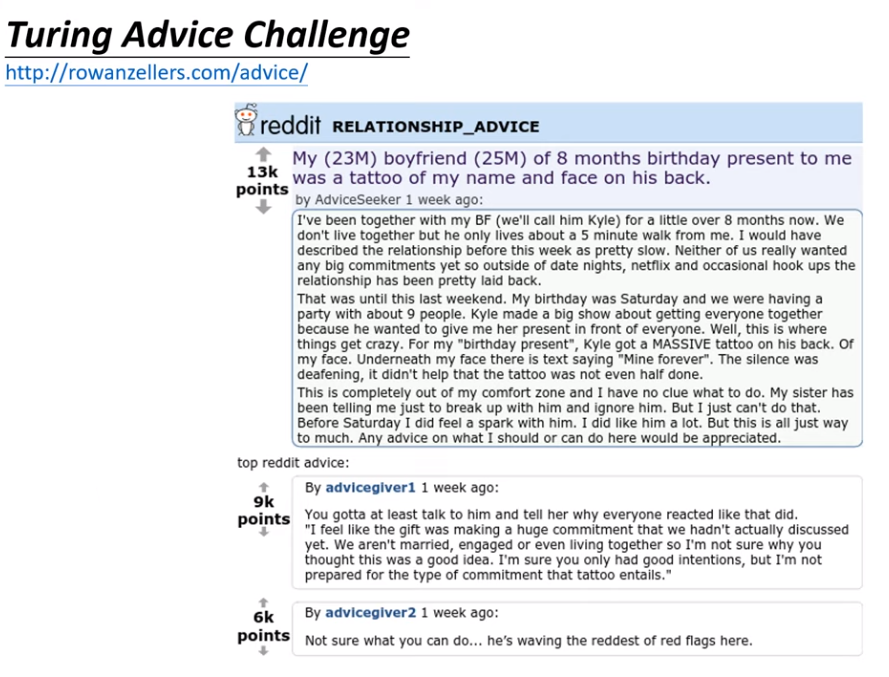 Turing Advice Challenge
http://rowanzellers.com/advice/
reddit RELATIONSHIP_ADVICE
13k
points
My (23M) boyfriend (25M) of 8 months birthday present to me
was a tattoo of my name and face on his back.
by AdviceSeeker 1 week ago:
I've been together with my BF (we'll call him Kyle) for a little over 8 months now. We
don't live together but he only lives about a 5 minute walk from me. I would have
described the relationship before this week as pretty slow. Neither of us really wanted
any big commitments yet so outside of date nights, netflix and occasional hook ups the
relationship has been pretty laid back.
That was until this last weekend. My birthday was Saturday and we were having a
party with about 9 people. Kyle made a big show about getting everyone together
because he wanted to give me her present in front of everyone. Well, this is where
things get crazy. For my "birthday present", Kyle got a MASSIVE tattoo on his back. Of
my face. Underneath my face there is text saying "Mine forever". The silence was
deafening, it didn't help that the tattoo was not even half done.
This is completely out of my comfort zone and I have no clue what to do. My sister has
been telling me just to break up with him and ignore him. But I just can't do that.
Before Saturday I did feel a spark with him. I did like him a lot. But this is all just way
to much. Any advice on what I should or can do here would be appreciated.
top reddit advice:
9k
points
By advicegiver1 1 week ago:
You gotta at least talk to him and tell her why everyone reacted like that did.
"I feel like the gift was making a huge commitment that we hadn't actually discussed
yet. We aren't married, engaged or even living together so I'm not sure why you
thought this was a good idea. I'm sure you only had good intentions, but I'm not
prepared for the type of commitment that tattoo entails."
6k
points
By advicegiver2 1 week ago:
Not sure what you can do... he's waving the reddest of red flags here.